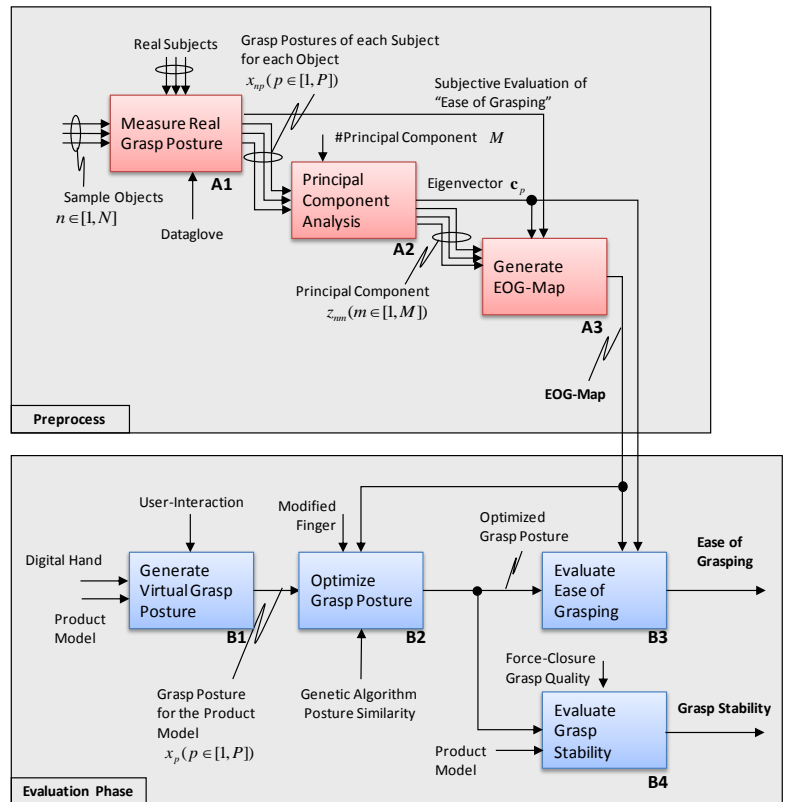 Real Subjects
Grasp Postures of each Subject
for each Object
x_{np}(p∈[1,P])
Subjective Evaluation of
“Ease of Grasping”
Measure Real
Grasp Posture
A1
#Principal Component M
Sample Objects
n∈[1,N]
Dataglove
Principal
Component
Analysis
A2
Eigenvector c_p
Generate
EOG-Map
A3
Principal Component
z_{nm}(m∈[1,M])
EOG-Map
Preprocess
User-Interaction
Modified
Finger
Optimized
Grasp Posture
Ease of
Grasping
Digital Hand
Product
Model
Generate
Virtual Grasp
Posture
B1
Optimize
Grasp Posture
B2
Evaluate
Ease of
Grasping
B3
Grasp Posture
for the Product
Model
x_p(p∈[1,P])
Genetic Algorithm
Posture Similarity
Force-Closure
Grasp Quality
Evaluate
Grasp
Stability
B4
Grasp Stability
Product
Model
Evaluation Phase